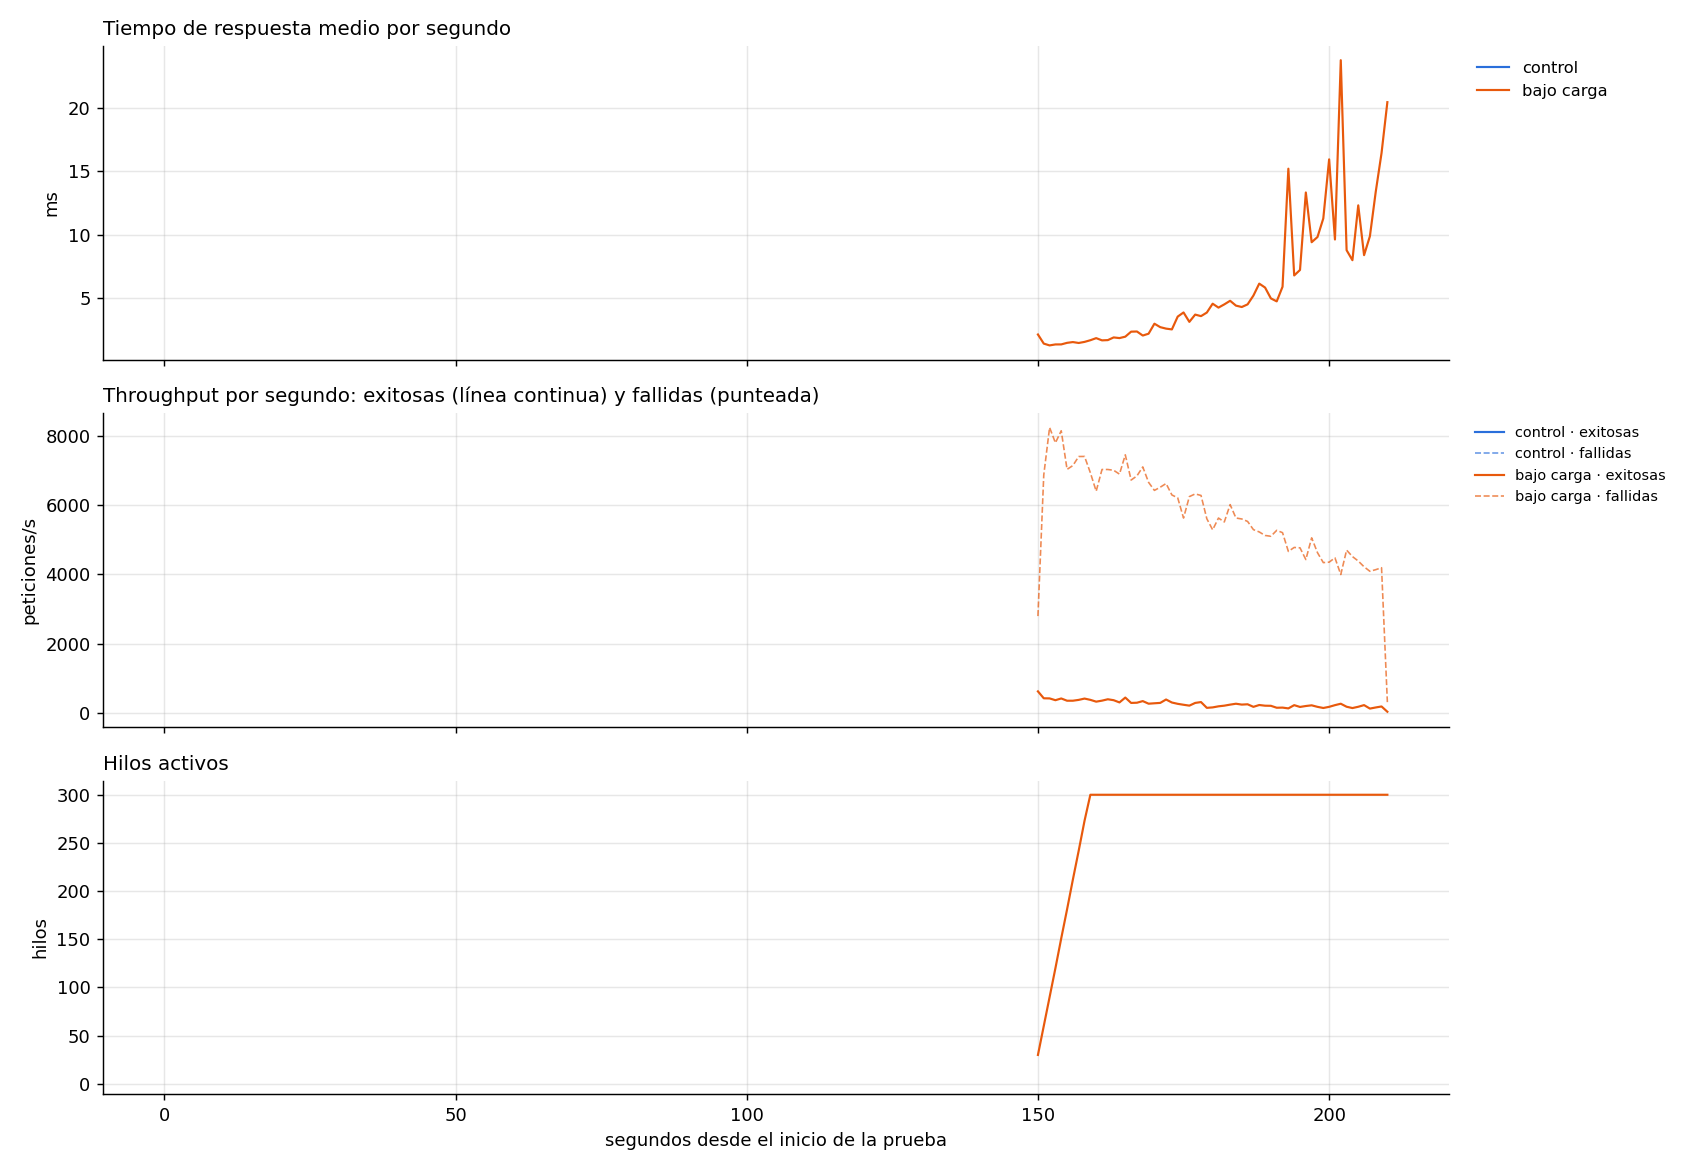 Tiempo de respuesta medio por segundo
ms
20
15
10
5
control
bajo carga
Throughput por segundo: exitosas (línea continua) y fallidas (punteada)
peticiones/s
8000
6000
4000
2000
0
control · exitosas
control · fallidas
bajo carga · exitosas
bajo carga · fallidas
Hilos activos
hilos
300
250
200
150
100
50
0
0 50 100 150 200
segundos desde el inicio de la prueba